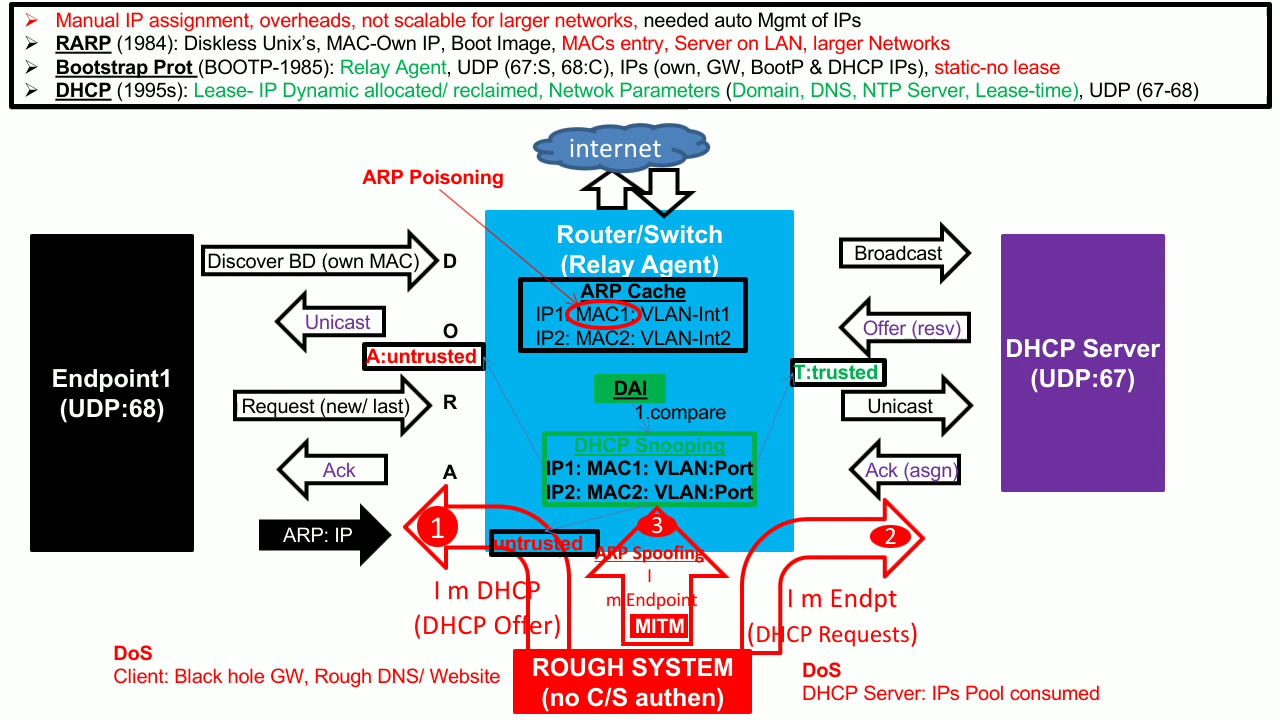 Manual IP assignment, overheads, not scalable for larger networks, needed auto Mgmt of IPs
RARP (1984): Diskless Unix's, MAC-Own IP, Boot Image, MACs entry, Server on LAN, larger Networks
Bootstrap Prot (BOOTP-1985): Relay Agent, UDP (67:S, 68:C), IPs (own, GW, BootP & DHCP IPs), static-no lease
DHCP (1995s): Lease- IP Dynamic allocated/ reclaimed, Netwok Parameters (Domain, DNS, NTP Server, Lease-time), UDP (67-68)
internet
ARP Poisoning
Router/Switch
(Relay Agent)
Discover BD (own MAC)
D
Broadcast
ARP Cache
IP1: MAC1: VLAN-Int1
IP2: MAC2: VLAN-Int2
Unicast
O
Offer (resv)
A:untrusted
T:trusted
Endpoint1
(UDP:68)
DHCP Server
(UDP:67)
DAI
1.compare
Request (new/ last)
R
Unicast
DHCP Snooping
IP1: MAC1: VLAN:Port
IP2: MAC2: VLAN:Port
Ack
A
Ack (asgn)
ARP: IP
1
untrusted
3
2
ARP Spoofing
I
m Endpoint
MITM
I m DHCP
(DHCP Offer)
I m Endpt
(DHCP Requests)
DoS
Client: Black hole GW, Rough DNS/ Website
ROUGH SYSTEM
(no C/S authen)
DoS
DHCP Server: IPs Pool consumed